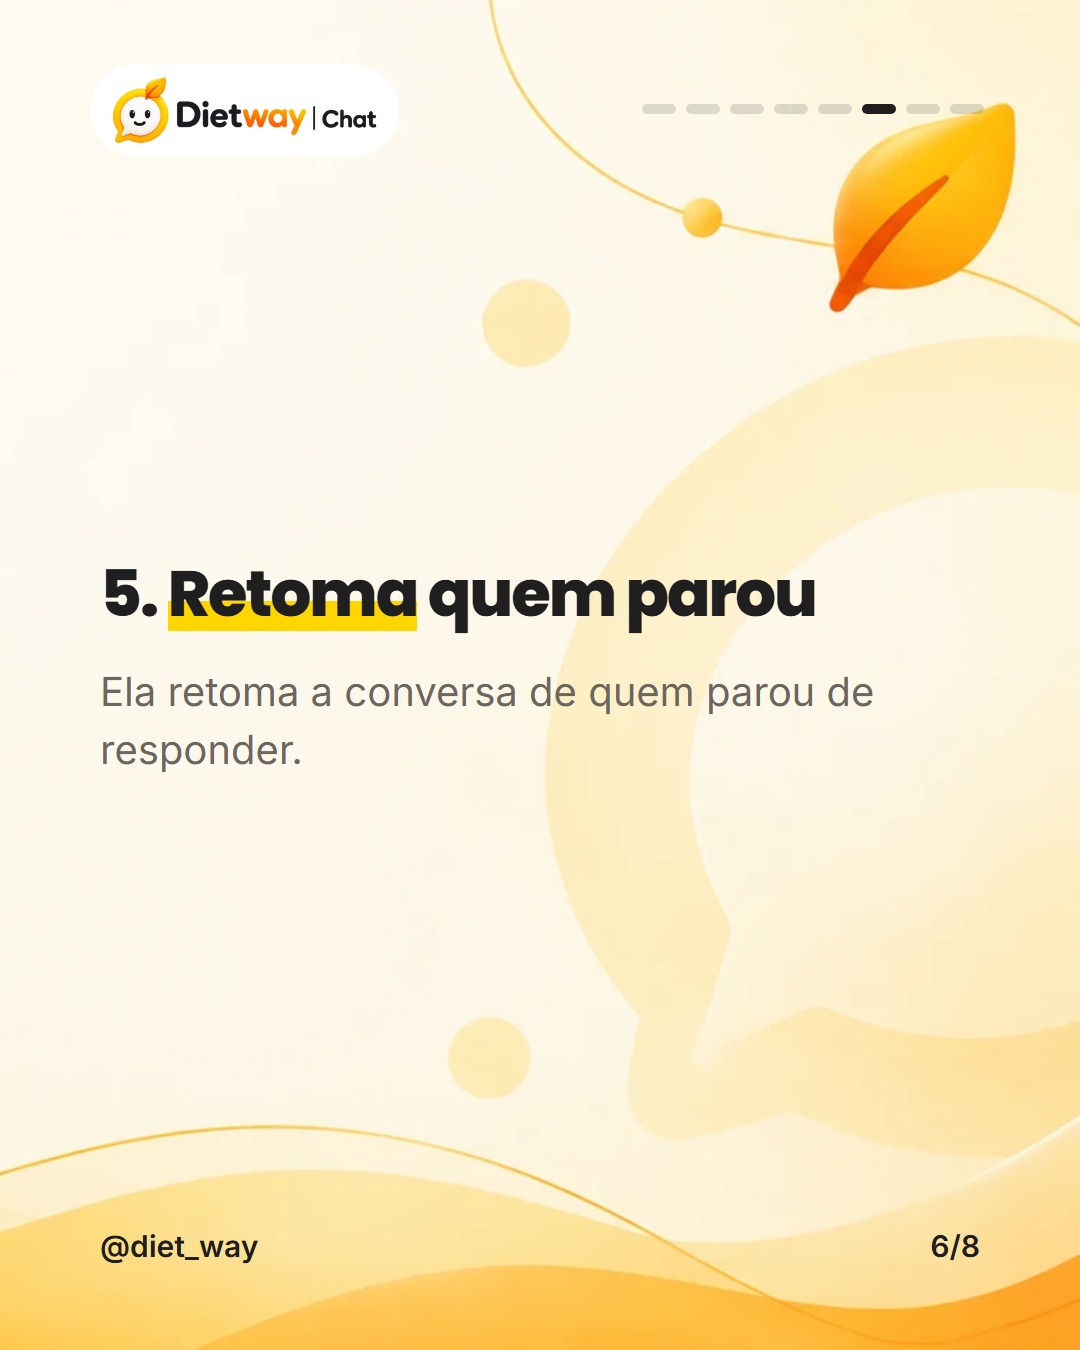 Dietway | Chat
5. Retoma quem parou
Ela retoma a conversa de quem parou de
responder.
@diet_way
6/8